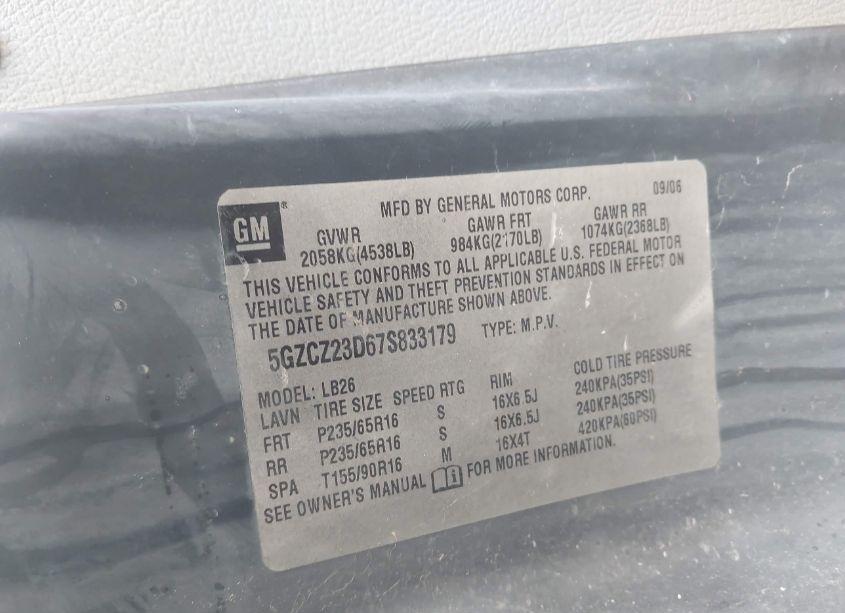 GM ®
MFD BY GENERAL MOTORS CORP. 09/06
GVWR GAWR FRT GAWR RR
2058KG(4538LB) 984KG(2170LB) 1074KG(2368LB)
THIS VEHICLE CONFORMS TO ALL APPLICABLE U.S. FEDERAL MOTOR
VEHICLE SAFETY AND THEFT PREVENTION STANDARDS IN EFFECT ON
THE DATE OF MANUFACTURE SHOWN ABOVE.
5GZCZ23D67S833179 TYPE: M.P.V.
MODEL: LB26
LAVN TIRE SIZE SPEED RTG RIM COLD TIRE PRESSURE
FRT P235/65R16 S 16X6.5J 240KPA(35PSI)
RR P235/65R16 S 16X6.5J 240KPA(35PSI)
SPA T155/90R16 M 16X4T 420KPA(60PSI)
SEE OWNER'S MANUAL FOR MORE INFORMATION.